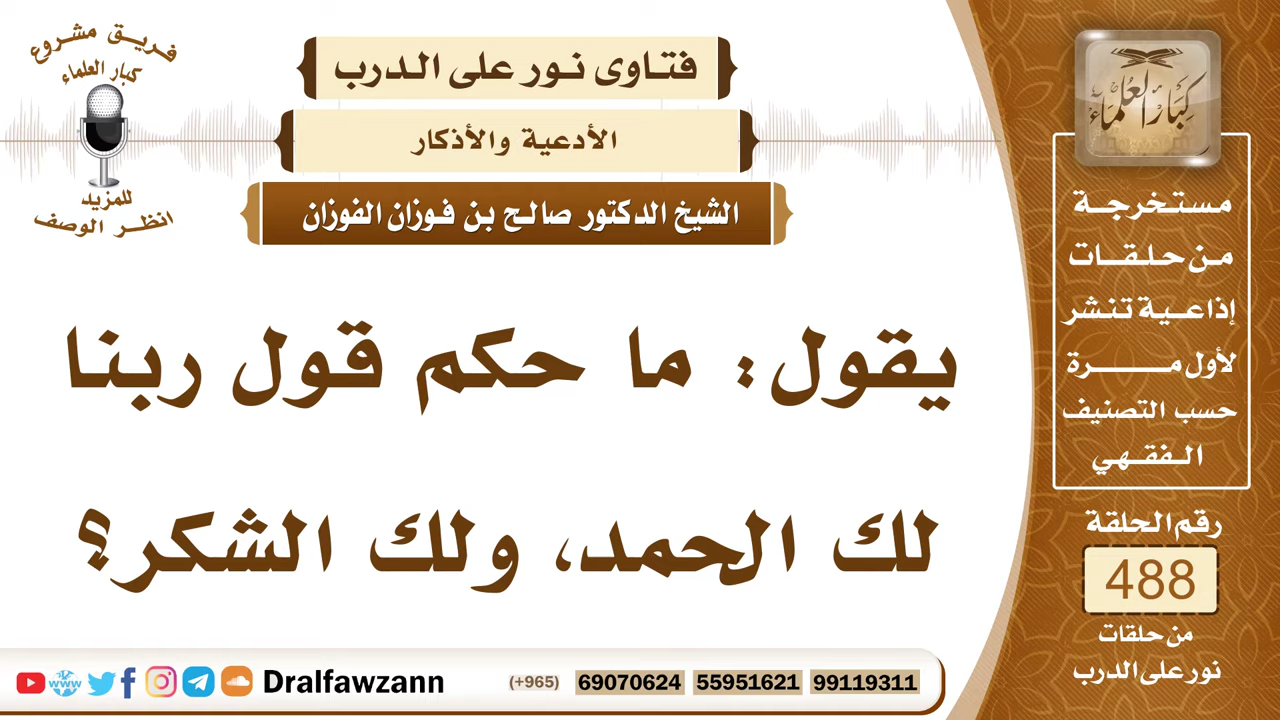 فريق مشروع
كبار العلماء
للمزيد
انظر الوصف
فتاوى نور على الدرب
الأدعية والأذكار
الشيخ الدكتور صالح بن فوزان الفوزان
يقول: ما حكم قول ربنا
لك الحمد، ولك الشكر؟
كبار العلماء
مستخرجة
من حلقات
إذاعية تنشر
لأول مرة
حسب التصنيف
الفقهي
رقم الحلقة
488
من حلقات
نور على الدرب
www Dralfawzann (+965) 69070624 55951621 99119311